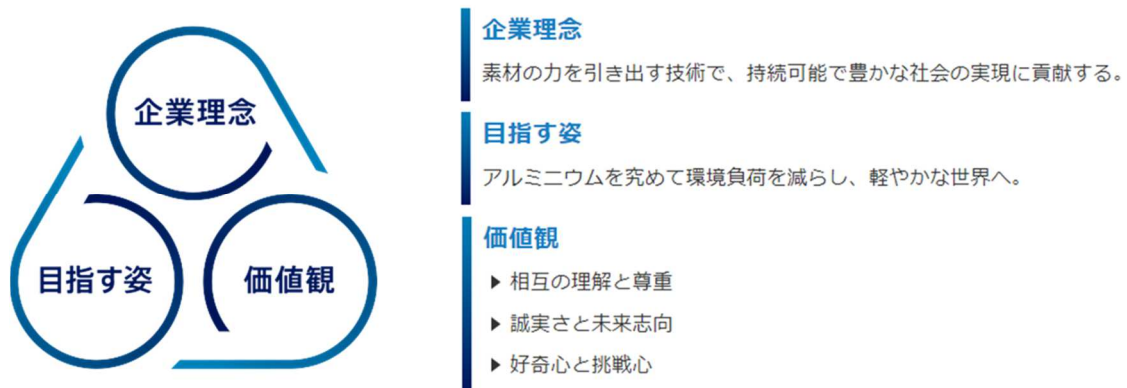 企業理念
目指す姿
価値観
企業理念
素材の力を引き出す技術で、持続可能で豊かな社会の実現に貢献する。
目指す姿
アルミニウムを究めて環境負荷を減らし、軽やかな世界へ。
価値観
相互の理解と尊重
誠実さと未来志向
好奇心と挑戦心